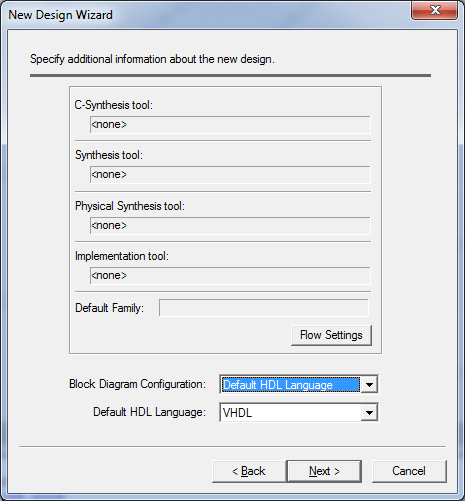 New Design Wizard
Specify additional information about the new design.
C-Synthesis tool:
<none>
Synthesis tool:
<none>
Physical Synthesis tool:
<none>
Implementation tool:
<none>
Default Family:
Flow Settings
Block Diagram Configuration: Default HDL Language
Default HDL Language: VHDL
< Back Next > Cancel